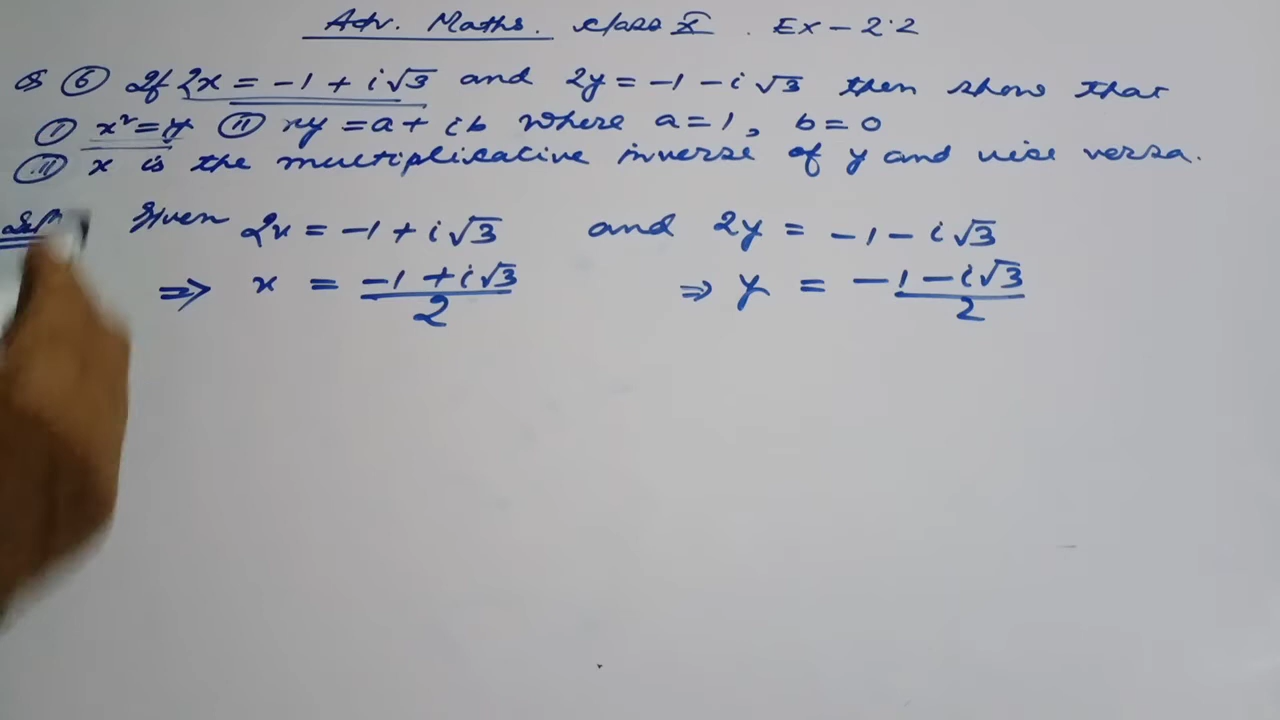 Adv. Maths. class X . Ex - 2.2
Q ⑥ If 2x = -1 + i√3 and 2y = -1 - i√3 then show that
(i) x² = y (ii) xy = a + ib where a = 1, b = 0
(iii) x is the multiplicative inverse of y and vise versa.
Given 2x = -1 + i√3 and 2y = -1 - i√3
⇒ x = (-1 + i√3)/2 ⇒ y = (-1 - i√3)/2